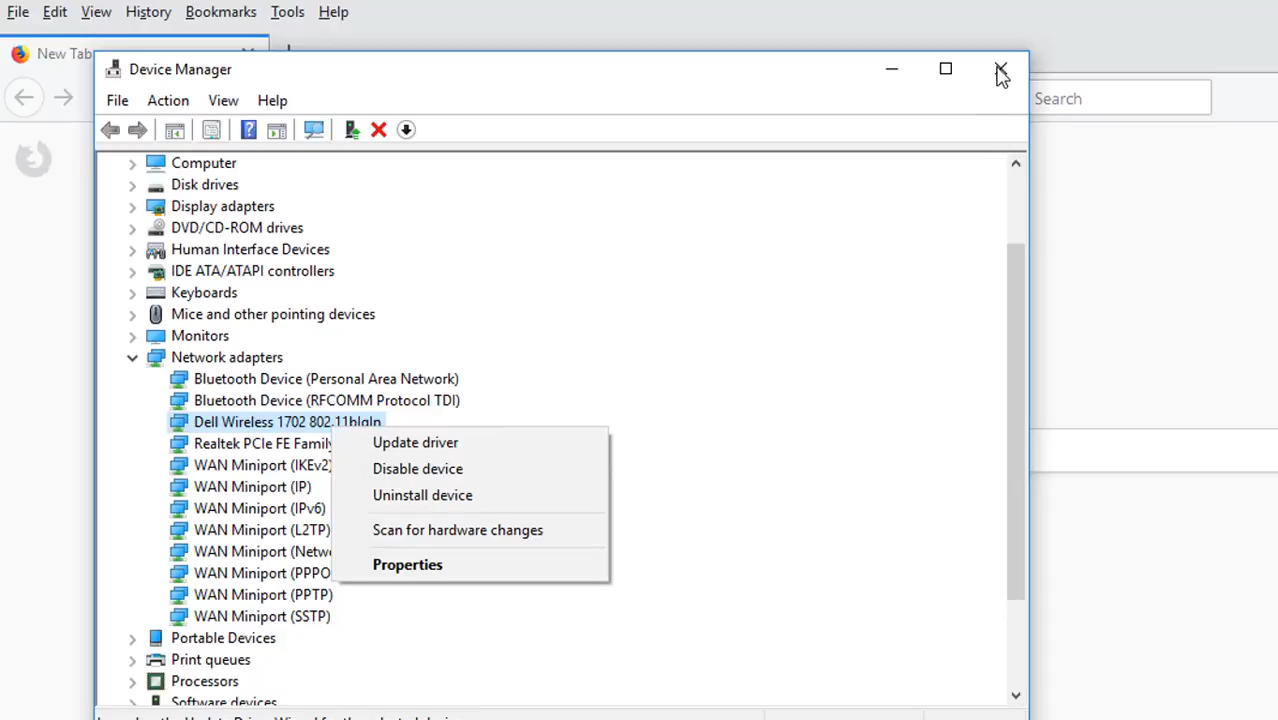 File Edit View History Bookmarks Tools Help
New Tab
Device Manager
Search
File Action View Help
Computer
Disk drives
Display adapters
DVD/CD-ROM drives
Human Interface Devices
IDE ATA/ATAPI controllers
Keyboards
Mice and other pointing devices
Monitors
Network adapters
Bluetooth Device (Personal Area Network)
Bluetooth Device (RFCOMM Protocol TDI)
Dell Wireless 1702 802.11b|g|n
Realtek PCIe FE Family
Update driver
WAN Miniport (IKEv2)
Disable device
WAN Miniport (IP)
Uninstall device
WAN Miniport (IPv6)
WAN Miniport (L2TP)
Scan for hardware changes
WAN Miniport (Netw
WAN Miniport (PPPO
Properties
WAN Miniport (PPTP)
WAN Miniport (SSTP)
Portable Devices
Print queues
Processors
Software devices